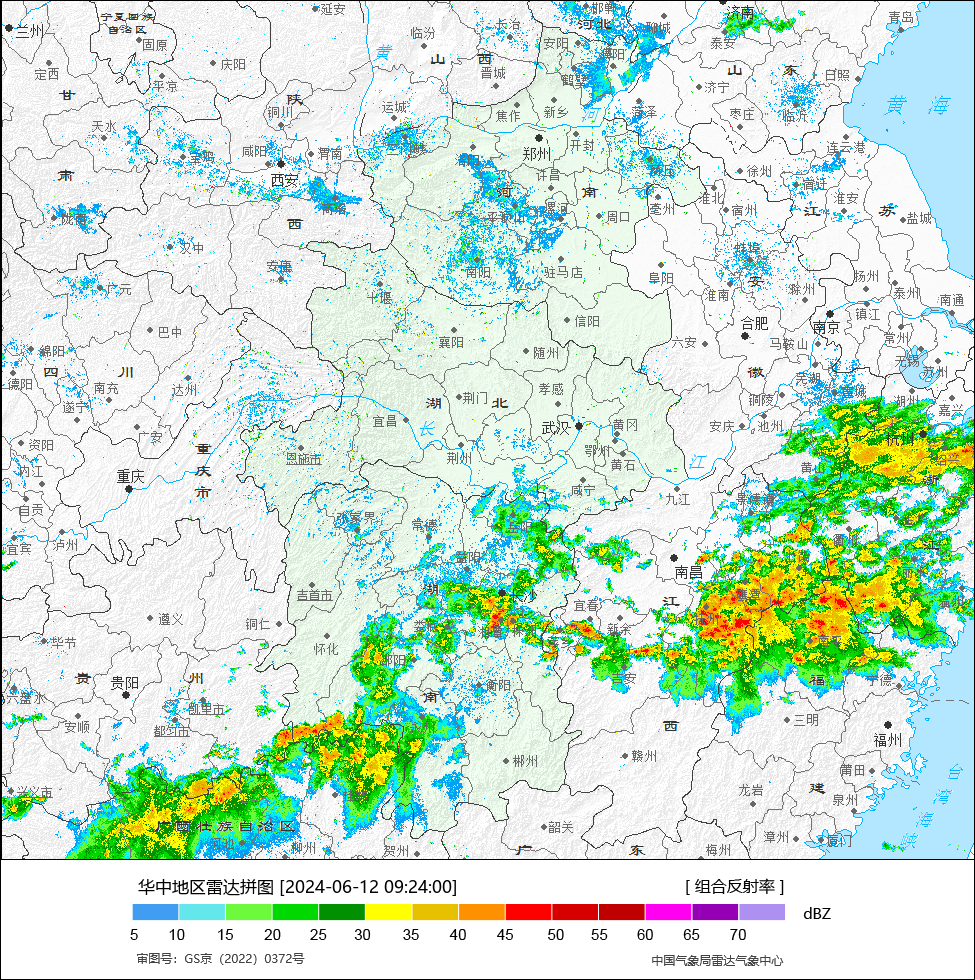 延安
宁夏回族
自治区
兰州
固原
临汾
长治
邯郸
聊城
河北
济南
青岛
定西
庆阳
黄
山
西
晋城
安阳
鹤壁
泰安
山
东
日照
甘
平凉
陕
铜川
运城
焦作
新乡
河
菏泽
济宁
枣庄
临沂
黄
海
天水
宝鸡
咸阳
渭南
西安
郑州
开封
连云港
肃
商洛
河
许昌
南
徐州
宿迁
淮安
陇南
西
平顶山
漯河
周口
亳州
淮北
宿州
江
苏
盐城
汉中
安康
南阳
驻马店
阜阳
蚌埠
安
淮南
滁州
扬州
泰州
南通
广元
十堰
信阳
合肥
南京
镇江
巴中
襄阳
随州
六安
马鞍山
常州
无锡
苏州
绵阳
四
川
德阳
南充
达州
遂宁
荆门
湖
北
孝感
徽
芜湖
宣城
铜陵
湖州
嘉兴
宜昌
长
武汉
黄冈
安庆
池州
杭州
资阳
广安
重
庆
市
恩施市
荆州
鄂州
黄石
江
黄山
内江
重庆
自贡
咸宁
九江
景德镇
浙
宜宾
泸州
张家界
常德
岳阳
益阳
衢州
江
南昌
吉首市
湖
江
宜春
新余
遵义
铜仁
怀化
娄底
湘潭
毕节
邵阳
吉安
贵
州
贵阳
南
衡阳
福
宁德
六盘水
凯里市
安顺
都匀市
西
三明
福州
郴州
赣州
莆田
兴义市
龙岩
建
泉州
台
湾
海
峡
广西壮族自治区
韶关
漳州
厦门
柳州
贺州
广
东
梅州
华中地区雷达拼图 [2024-06-12 09:24:00]
[ 组合反射率 ]
dBZ
5 10 15 20 25 30 35 40 45 50 55 60 65 70
审图号：GS京（2022）0372号
中国气象局雷达气象中心